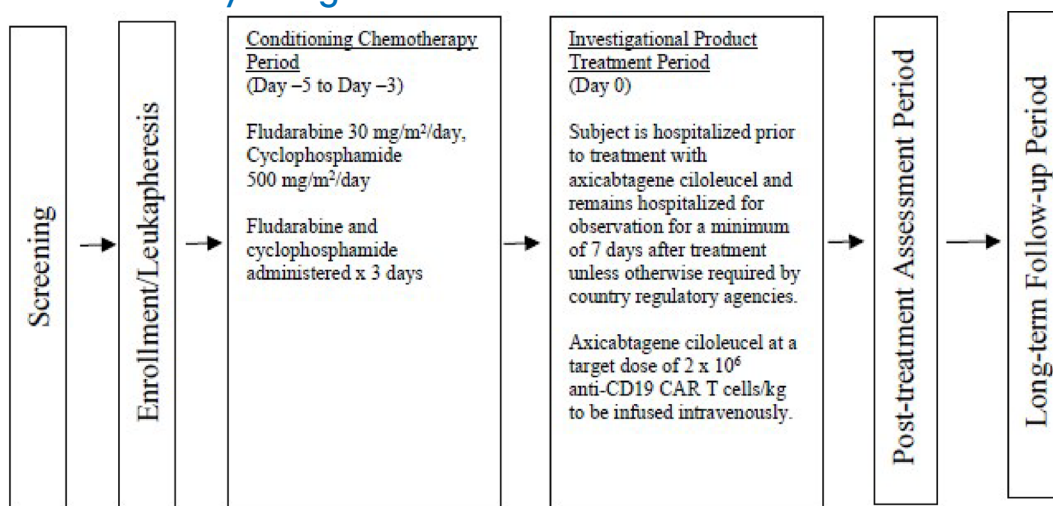 Screening
Enrollment/Leukapheresis
Conditioning Chemotherapy
Period
(Day –5 to Day –3)
Fludarabine 30 mg/m²/day,
Cyclophosphamide
500 mg/m²/day
Fludarabine and
cyclophosphamide
administered x 3 days
Investigational Product
Treatment Period
(Day 0)
Subject is hospitalized prior
to treatment with
axicabtagene ciloleucel and
remains hospitalized for
observation for a minimum
of 7 days after treatment
unless otherwise required by
country regulatory agencies.
Axicabtagene ciloleucel at a
target dose of 2 x 10⁶
anti-CD19 CAR T cells/kg
to be infused intravenously.
Post-treatment Assessment Period
Long-term Follow-up Period